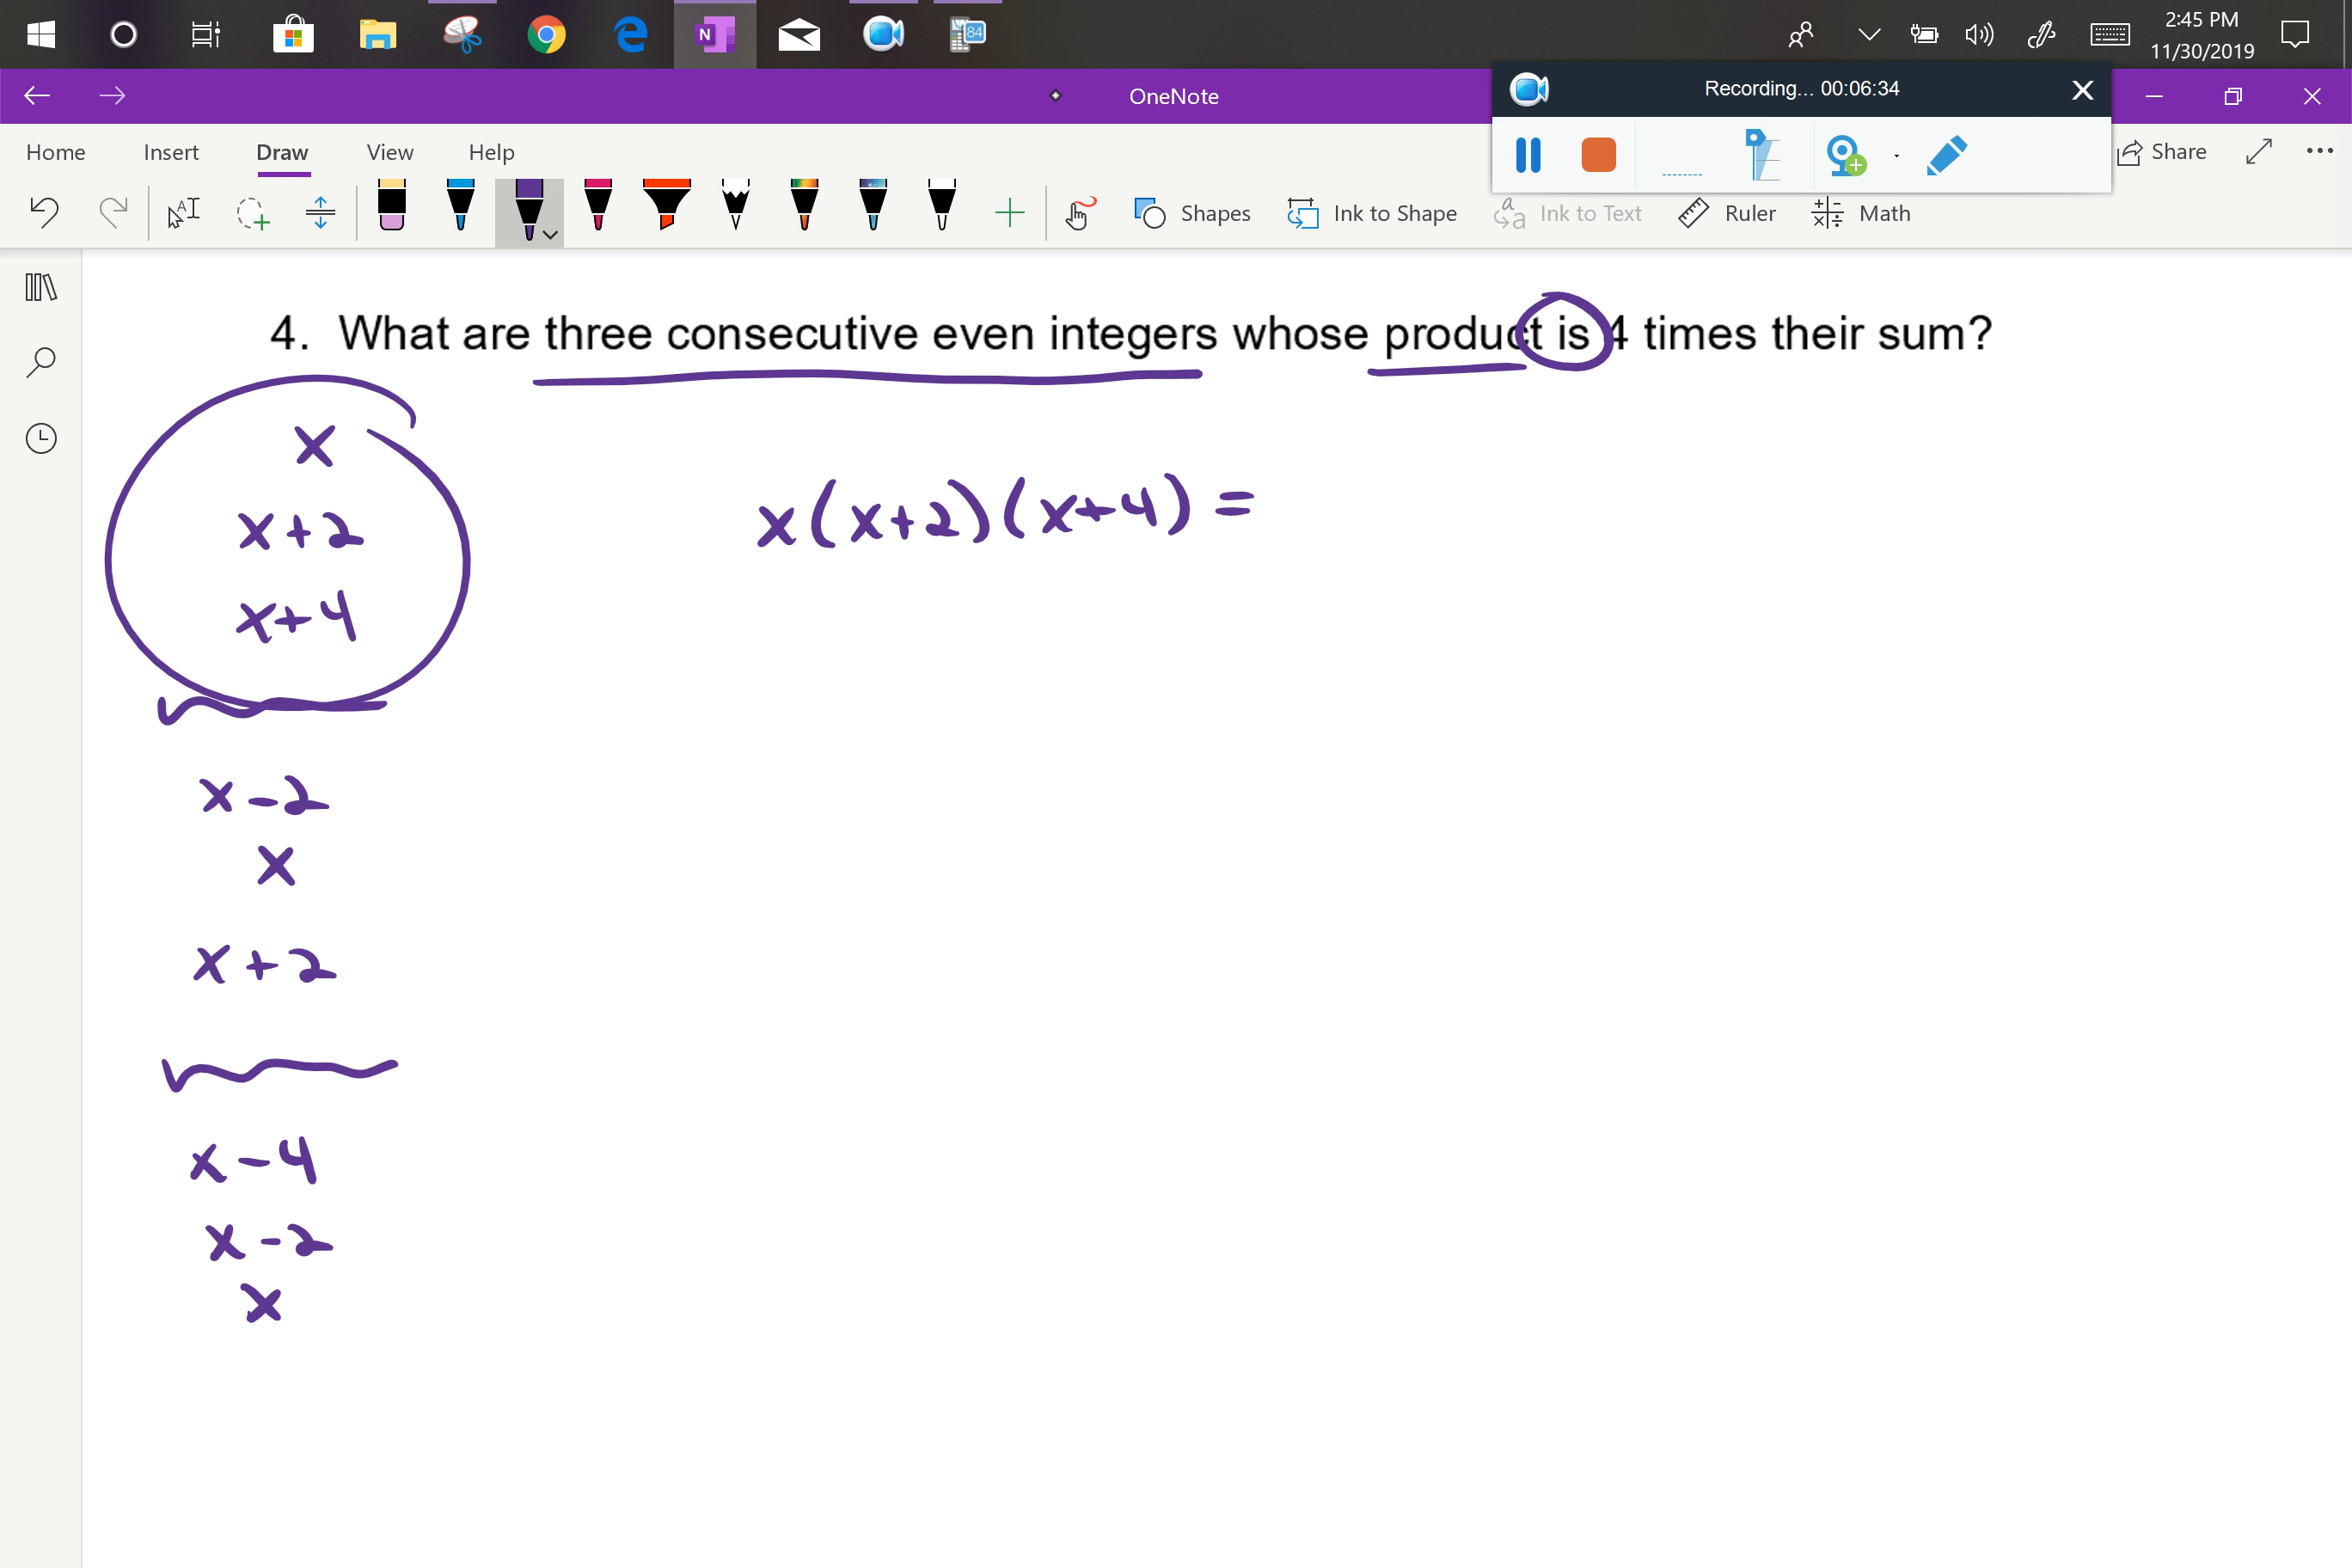 84
2:45 PM
11/30/2019
OneNote
Recording... 00:06:34
Home Insert Draw View Help
Share
Shapes Ink to Shape Ink to Text Ruler Math
4. What are three consecutive even integers whose product is 4 times their sum?
x
x+2
x+4
x(x+2)(x+4)=
x-2
x
x+2
x-4
x-2
x